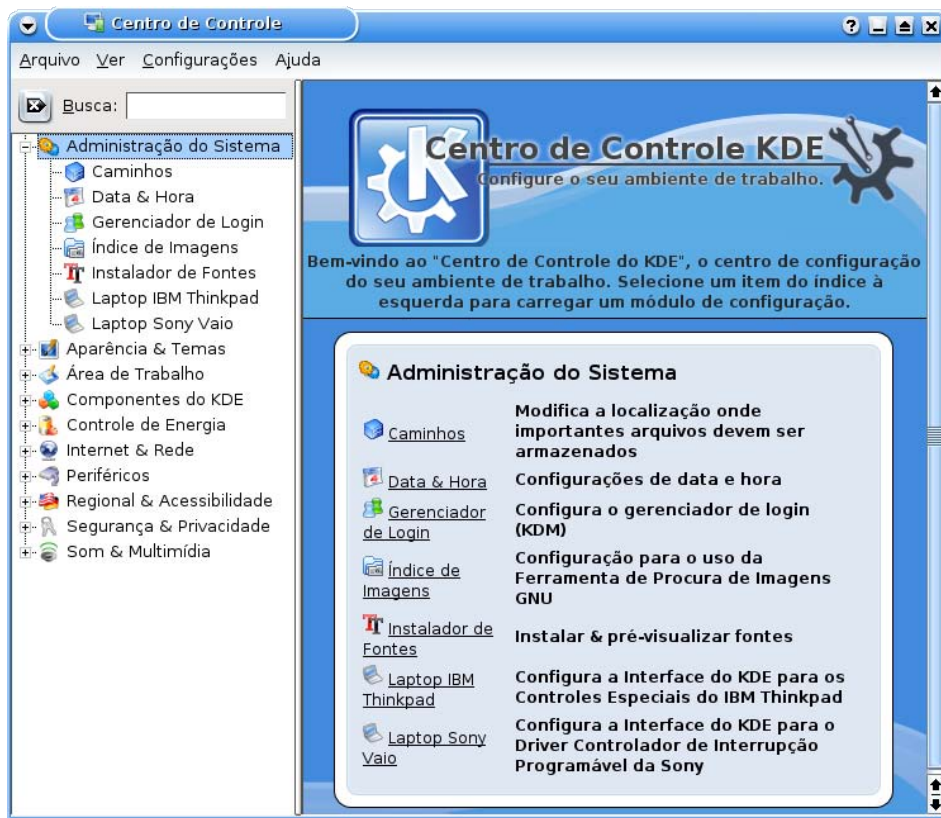 Centro de Controle
Arquivo Ver Configurações Ajuda
Busca:
Administração do Sistema
Caminhos
Data & Hora
Gerenciador de Login
Índice de Imagens
Instalador de Fontes
Laptop IBM Thinkpad
Laptop Sony Vaio
Aparência & Temas
Área de Trabalho
Componentes do KDE
Controle de Energia
Internet & Rede
Periféricos
Regional & Acessibilidade
Segurança & Privacidade
Som & Multimídia
Centro de Controle KDE
Configure o seu ambiente de trabalho.
Bem-vindo ao "Centro de Controle do KDE", o centro de configuração
do seu ambiente de trabalho. Selecione um item do índice à
esquerda para carregar um módulo de configuração.
Administração do Sistema
Caminhos
Modifica a localização onde
importantes arquivos devem ser
armazenados
Data & Hora
Configurações de data e hora
Gerenciador
de Login
Configura o gerenciador de login
(KDM)
Índice de
Imagens
Configuração para o uso da
Ferramenta de Procura de Imagens
GNU
Instalador de
Fontes
Instalar & pré-visualizar fontes
Laptop IBM
Thinkpad
Configura a Interface do KDE para os
Controles Especiais do IBM Thinkpad
Laptop Sony
Vaio
Configura a Interface do KDE para o
Driver Controlador de Interrupção
Programável da Sony